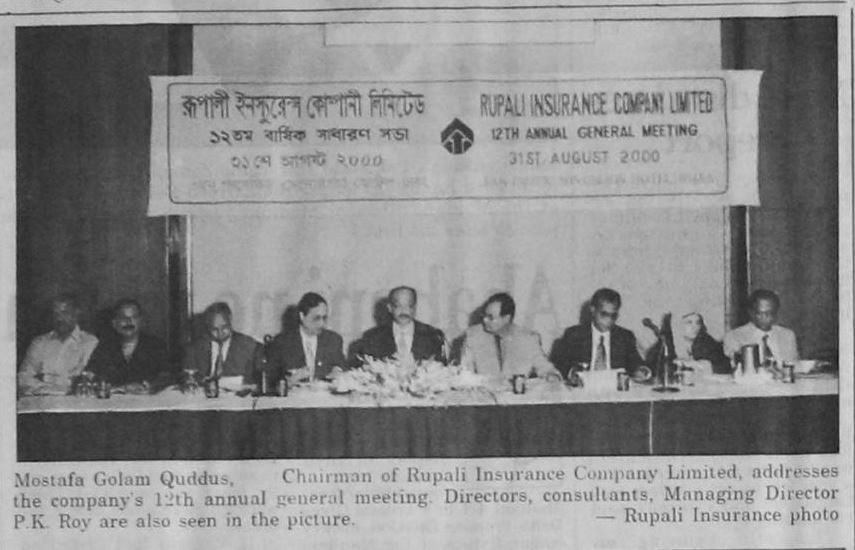 রূপালী ইনস্যুরেন্স কোম্পানী লিমিটেড
১২তম বার্ষিক সাধারণ সভা
৩১শে আগস্ট ২০০০
RUPALI INSURANCE COMPANY LIMITED
12TH ANNUAL GENERAL MEETING
31ST AUGUST 2000
Mostafa Golam Quddus, Chairman of Rupali Insurance Company Limited, addresses
the company's 12th annual general meeting. Directors, consultants, Managing Director
P.K. Roy are also seen in the picture. — Rupali Insurance photo